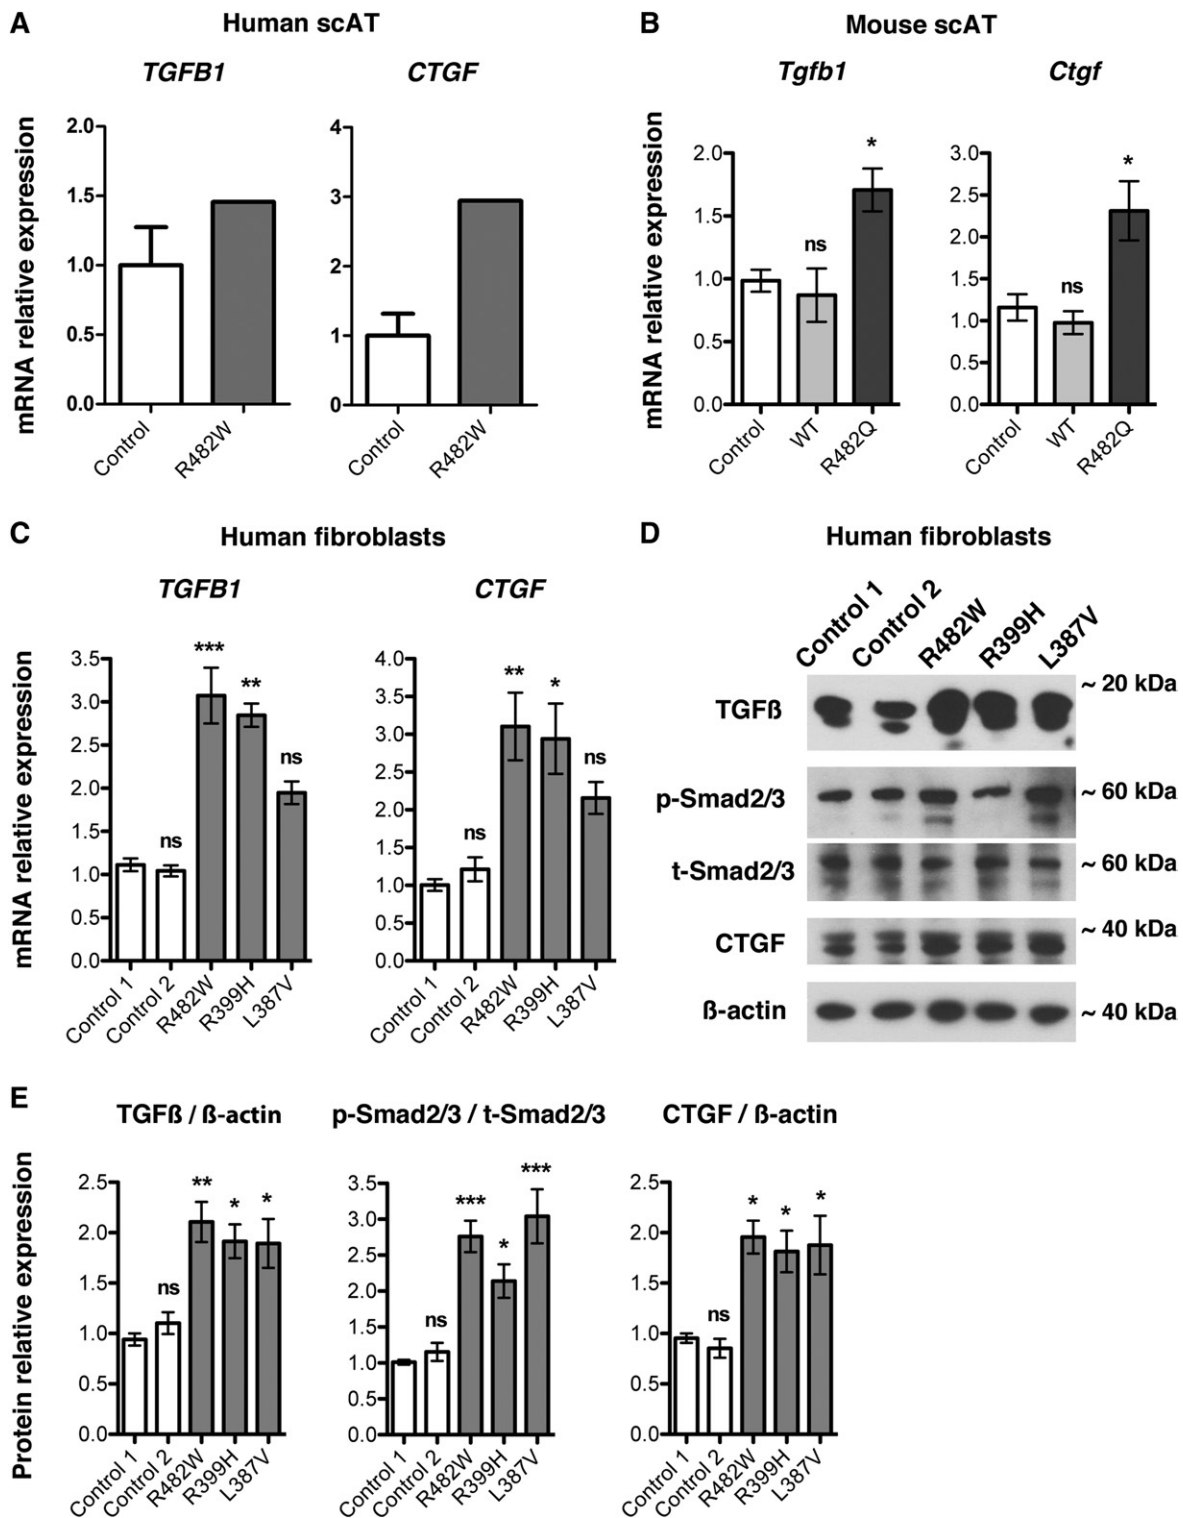 A
Human scAT
TGFB1
CTGF
mRNA relative expression
2.0
1.5
1.0
0.5
0.0
Control
R482W
4
3
2
1
0
Control
R482W
B
Mouse scAT
Tgfb1
Ctgf
mRNA relative expression
2.0
1.5
1.0
0.5
0.0
ns
*
Control
WT
R482Q
3.0
2.5
2.0
1.5
1.0
0.5
0.0
ns
*
Control
WT
R482Q
C
Human fibroblasts
TGFB1
CTGF
mRNA relative expression
3.5
3.0
2.5
2.0
1.5
1.0
0.5
0.0
ns
***
**
ns
Control 1
Control 2
R482W
R399H
L387V
4.0
3.5
3.0
2.5
2.0
1.5
1.0
0.5
0.0
ns
**
*
ns
Control 1
Control 2
R482W
R399H
L387V
D
Human fibroblasts
Control 1
Control 2
R482W
R399H
L387V
TGFß
~ 20 kDa
p-Smad2/3
~ 60 kDa
t-Smad2/3
~ 60 kDa
CTGF
~ 40 kDa
ß-actin
~ 40 kDa
E
TGFß / ß-actin
p-Smad2/3 / t-Smad2/3
CTGF / ß-actin
Protein relative expression
2.5
2.0
1.5
1.0
0.5
0.0
ns
**
*
*
Control 1
Control 2
R482W
R399H
L387V
3.5
3.0
2.5
2.0
1.5
1.0
0.5
0.0
ns
***
*
***
Control 1
Control 2
R482W
R399H
L387V
2.5
2.0
1.5
1.0
0.5
0.0
ns
*
*
*
Control 1
Control 2
R482W
R399H
L387V